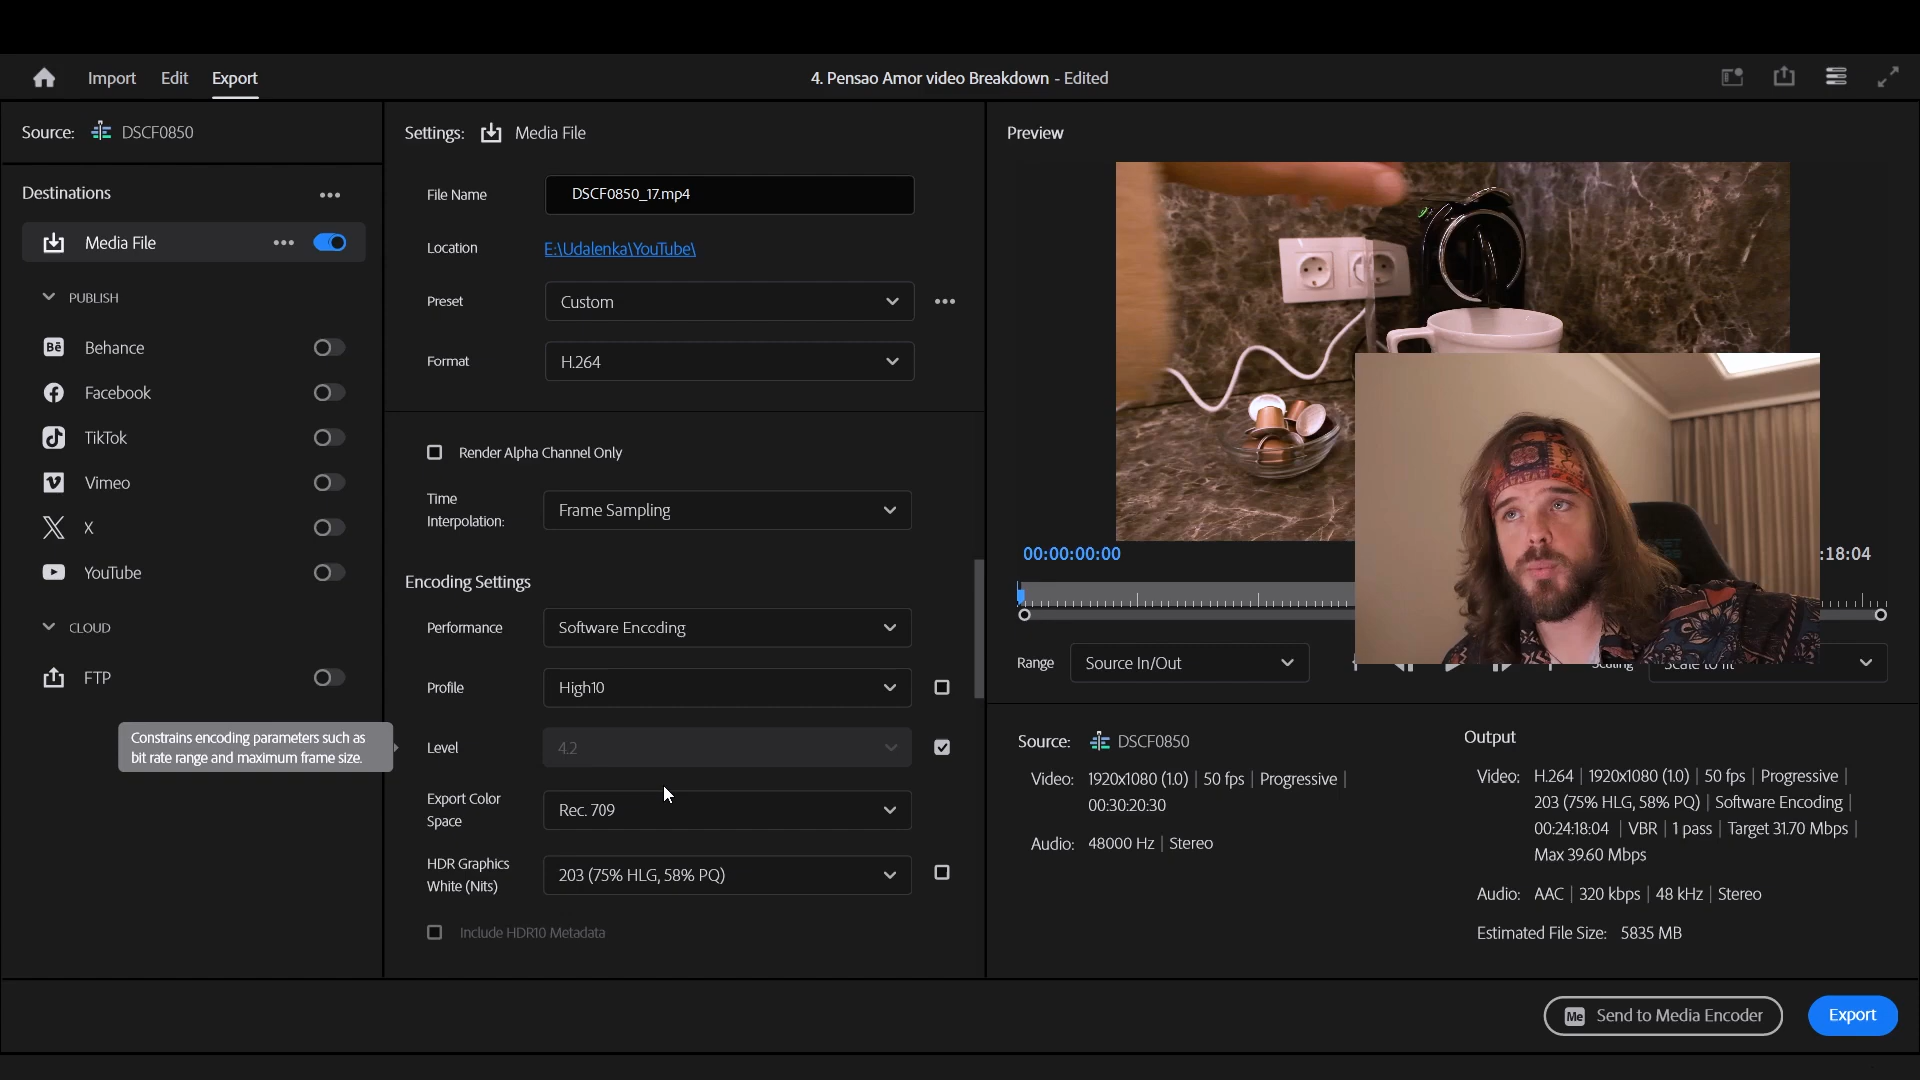 Import Edit Export
4. Pensao Amor video Breakdown - Edited
Source: DSCF0850
Destinations
Media File
PUBLISH
Bē Behance
Facebook
TikTok
Vimeo
X
YouTube
CLOUD
FTP
Constrains encoding parameters such as
bit rate range and maximum frame size.
Settings: Media File
File Name DSCF0850_17.mp4
Location E:\Udalenka\YouTube\
Preset Custom
Format H.264
Render Alpha Channel Only
Time
Interpolation: Frame Sampling
Encoding Settings
Performance Software Encoding
Profile High10
Level 4.2
Export Color
Space Rec. 709
HDR Graphics
White (Nits) 203 (75% HLG, 58% PQ)
Include HDR10 Metadata
Preview
00:00:00:00 :18:04
Range Source In/Out Scaling Scale to fit
Source: DSCF0850
Video: 1920x1080 (1.0) | 50 fps | Progressive |
00:30:20:30
Audio: 48000 Hz | Stereo
Output
Video: H.264 | 1920x1080 (1.0) | 50 fps | Progressive |
203 (75% HLG, 58% PQ) | Software Encoding |
00:24:18:04 | VBR | 1 pass | Target 31.70 Mbps |
Max 39.60 Mbps
Audio: AAC | 320 kbps | 48 kHz | Stereo
Estimated File Size: 5835 MB
Me Send to Media Encoder
Export